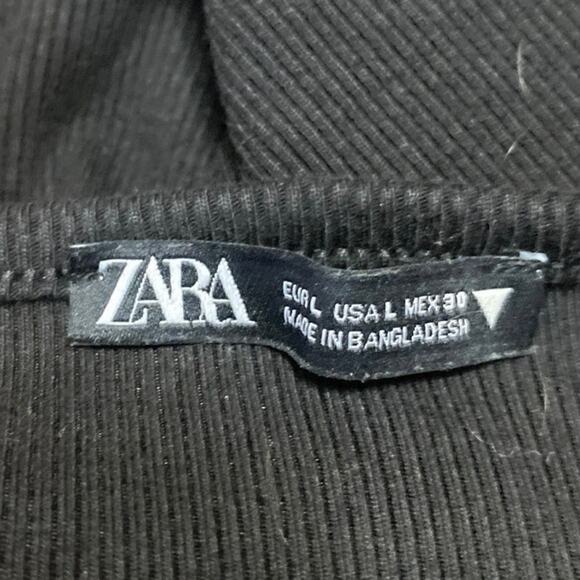 ZARA
EUR L USA L MEX 30
MADE IN BANGLADESH